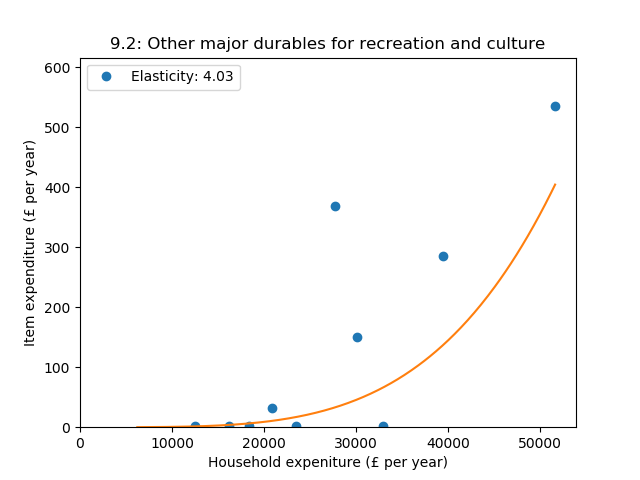 9.2: Other major durables for recreation and culture
Elasticity: 4.03
Item expenditure (£ per year)
600
500
400
300
200
100
0
0 10000 20000 30000 40000 50000
Household expeniture (£ per year)